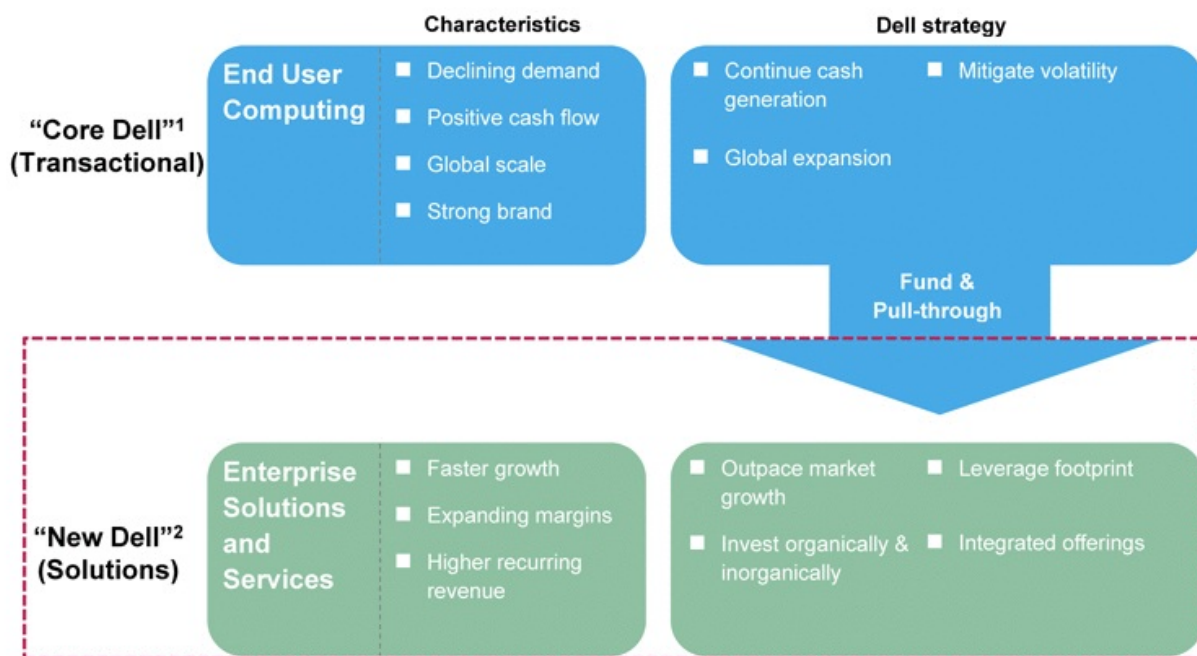 Characteristics
Dell strategy
“Core Dell”1
(Transactional)
End User
Computing
Declining demand
Positive cash flow
Global scale
Strong brand
Continue cash
generation
Global expansion
Mitigate volatility
Fund &
Pull-through
“New Dell”2
(Solutions)
Enterprise
Solutions
and
Services
Faster growth
Expanding margins
Higher recurring
revenue
Outpace market
growth
Invest organically &
inorganically
Leverage footprint
Integrated offerings